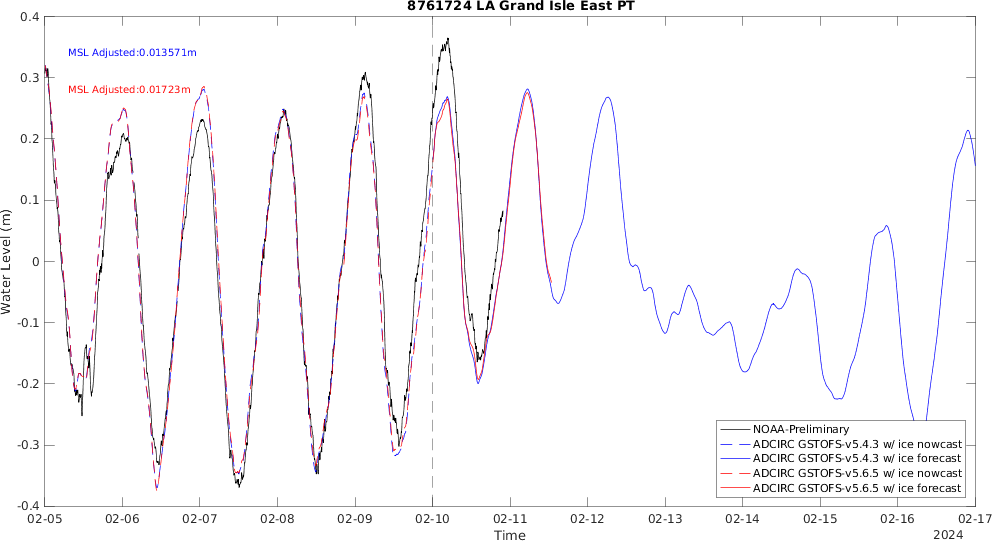 8761724 LA Grand Isle East PT
MSL Adjusted:0.013571m
MSL Adjusted:0.01723m
Water Level (m)
0.4
0.3
0.2
0.1
0
-0.1
-0.2
-0.3
-0.4
NOAA-Preliminary
ADCIRC GSTOFS-v5.4.3 w/ ice nowcast
ADCIRC GSTOFS-v5.4.3 w/ ice forecast
ADCIRC GSTOFS-v5.6.5 w/ ice nowcast
ADCIRC GSTOFS-v5.6.5 w/ ice forecast
02-05 02-06 02-07 02-08 02-09 02-10 02-11 02-12 02-13 02-14 02-15 02-16 02-17
Time
2024